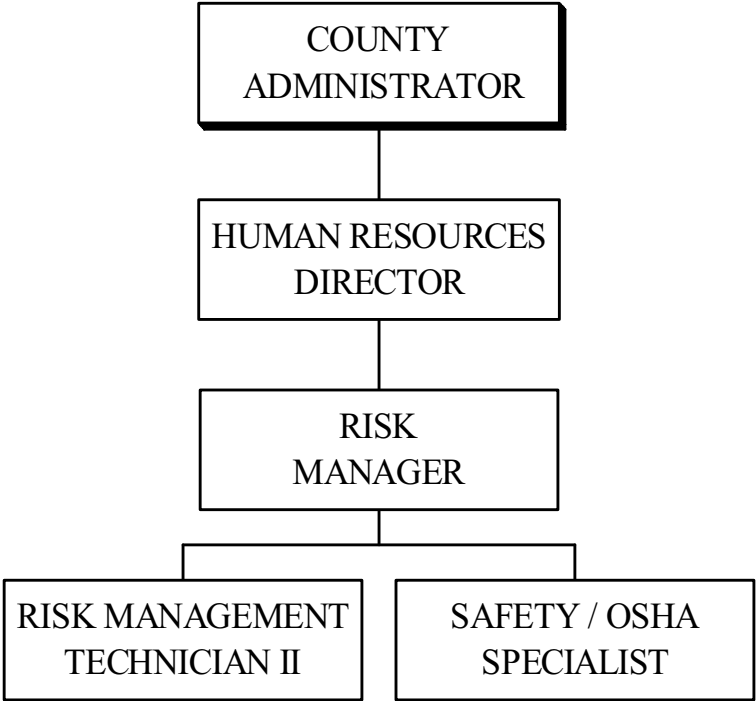 COUNTY
ADMINISTRATOR
HUMAN RESOURCES
DIRECTOR
RISK
MANAGER
RISK MANAGEMENT
TECHNICIAN II
SAFETY / OSHA
SPECIALIST